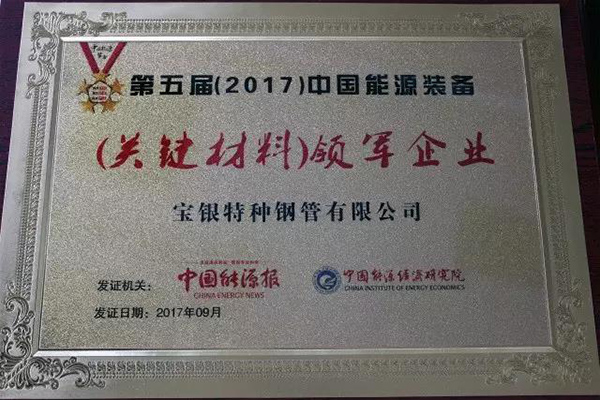 第五届(2017)中国能源装备
(关键材料)领军企业
宝银特种钢管有限公司
发证机关：
中国能源报
CHINA ENERGY NEWS
中国能源经济研究院
CHINA INSTITUTE OF ENERGY ECONOMICS
发证日期：2017年09月